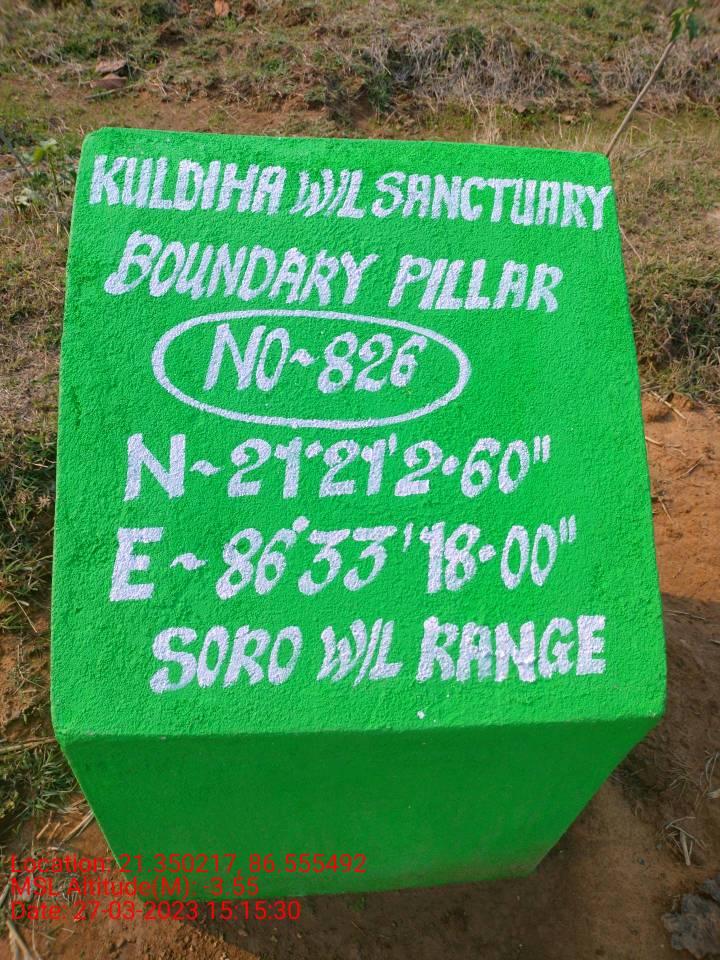 KULDIHA W/L SANCTUARY
BOUNDARY PILLAR
NO~826
N~21°21'2.60"
E~86°33'18.00"
SORO W/L RANGE
Location: 21.350217, 86.555492
MSL Altitude(M): -3.55
Date: 27-03-2023 15:15:30